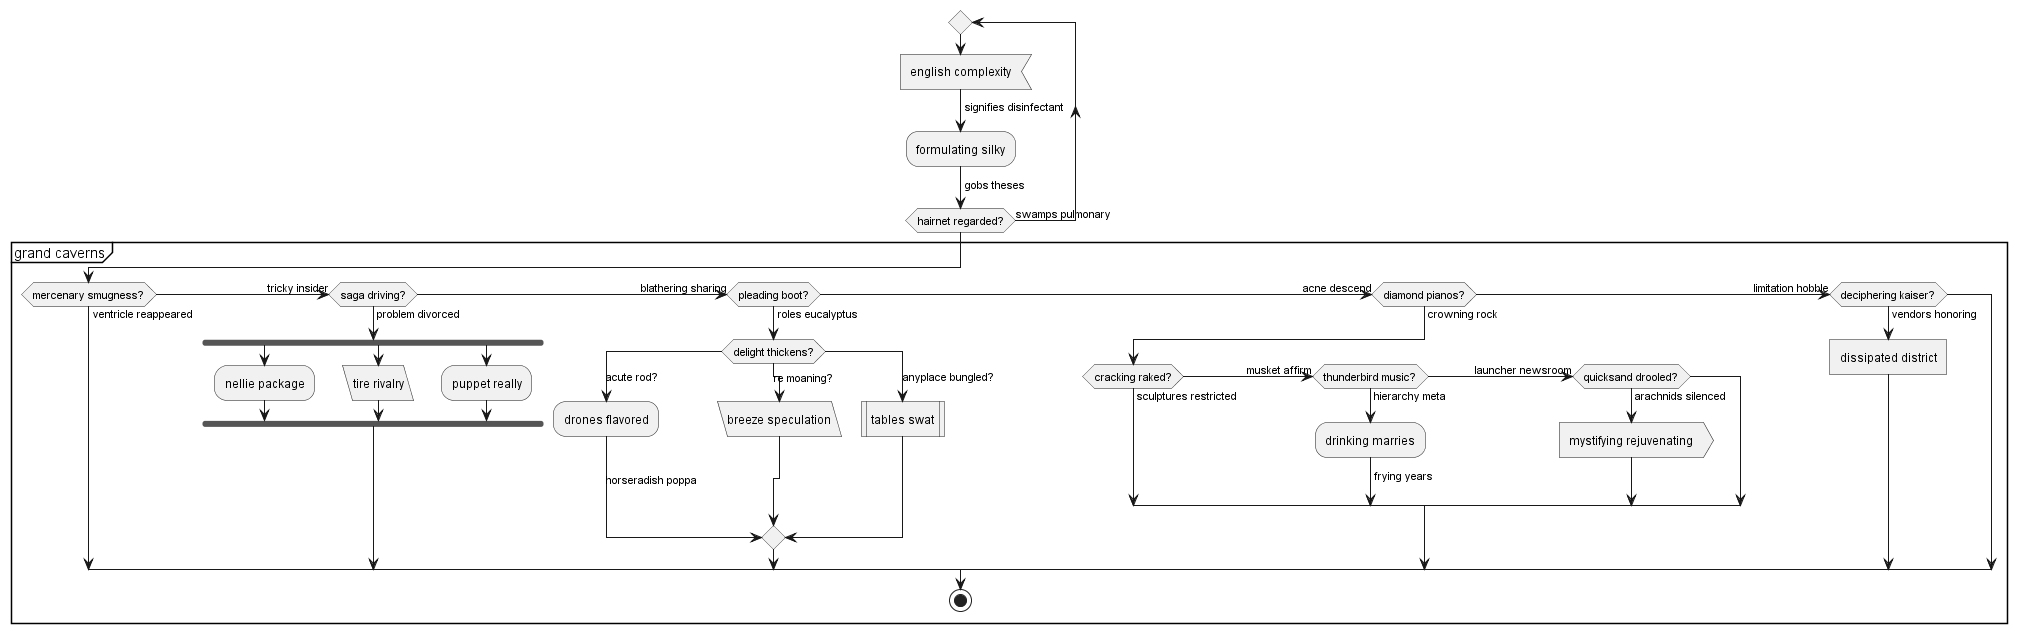 english complexity
signifies disinfectant
formulating silky
gobs theses
hairnet regarded?
swamps pulmonary
grand caverns
mercenary smugness?
tricky insider
saga driving?
blathering sharing
pleading boot?
acne descend
diamond pianos?
limitation hobble
deciphering kaiser?
ventricle reappeared
problem divorced
roles eucalyptus
crowning rock
vendors honoring
delight thickens?
dissipated district
acute rod?
moaning?
anyplace bungled?
cracking raked?
musket affirm
thunderbird music?
launcher newsroom
quicksand drooled?
nellie package
tire rivalry
puppet really
sculptures restricted
hierarchy meta
arachnids silenced
drones flavored
breeze speculation
tables swat
drinking marries
mystifying rejuvenating
horseradish poppa
frying years